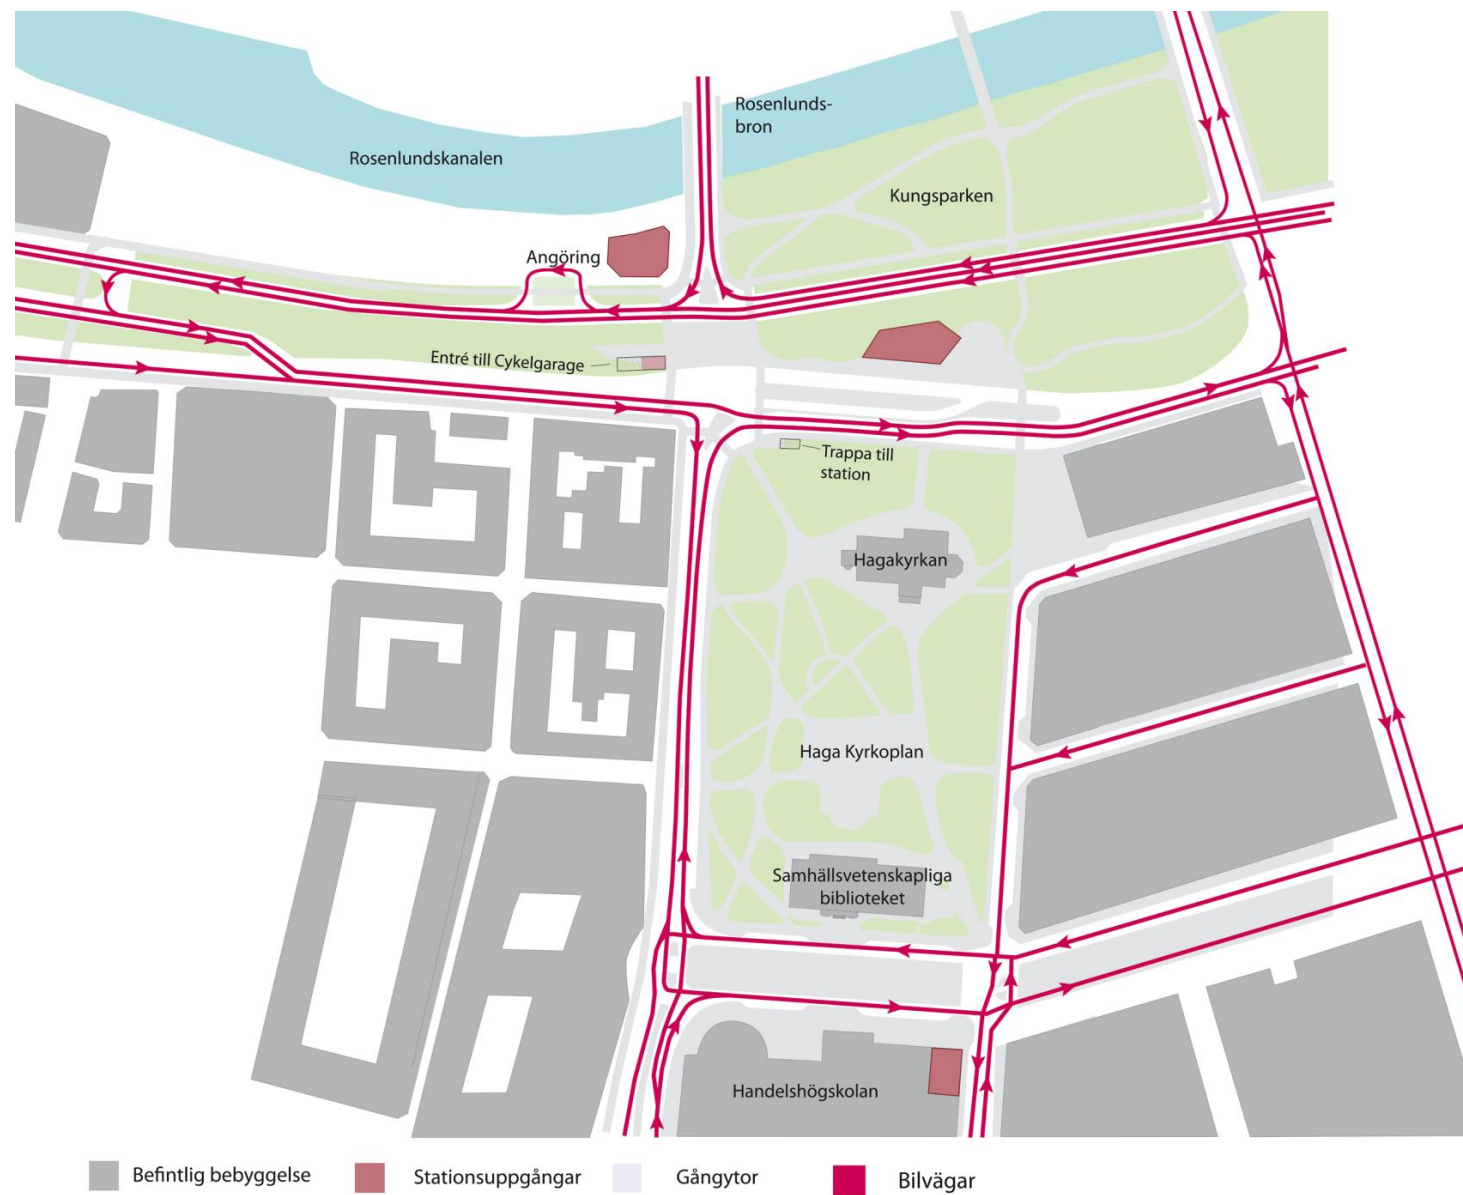 Rosenlunds-
bron
Rosenlundskanalen
Kungsparken
Angöring
Entré till Cykelgarage
Trappa till
station
Hagakyrkan
Haga Kyrkoplan
Samhällsvetenskapliga
biblioteket
Handelshögskolan
Befintlig bebyggelse
Stationsuppgångar
Gångytor
Bilvägar